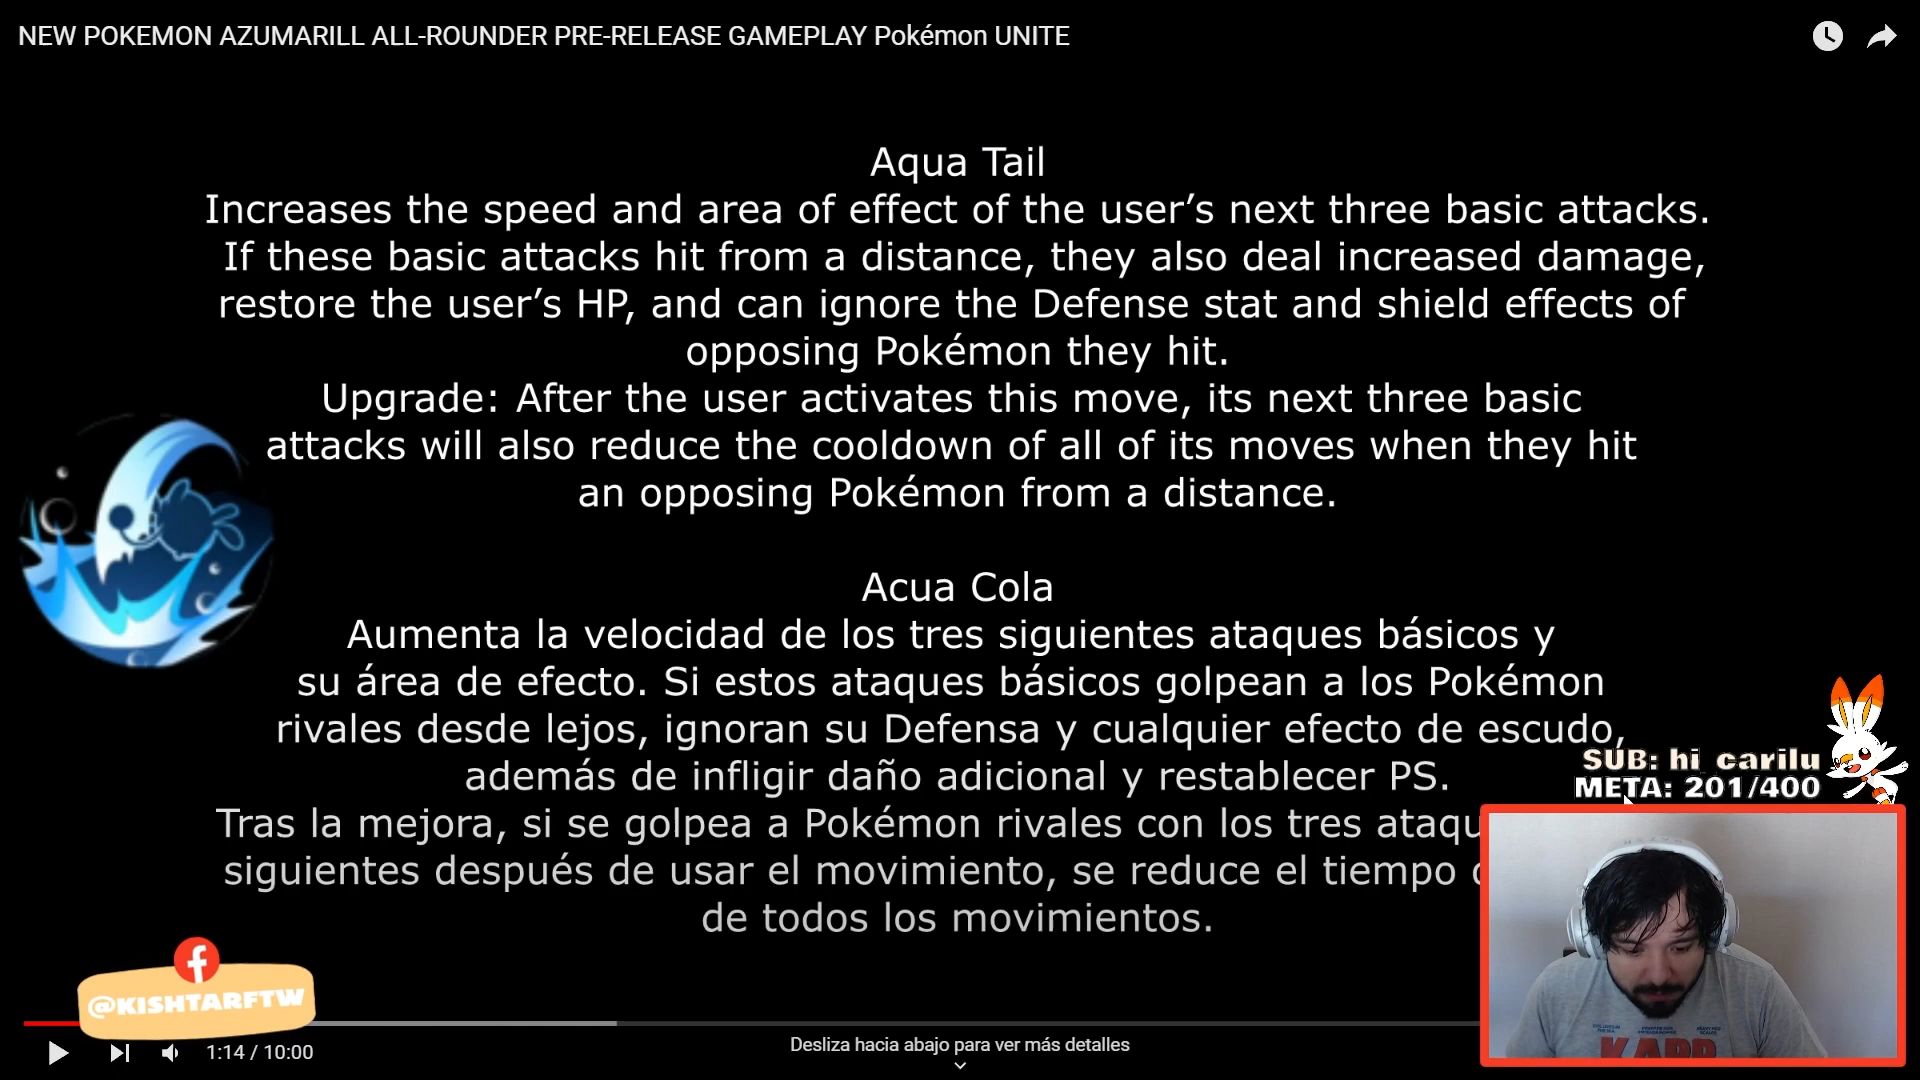 NEW POKEMON AZUMARILL ALL-ROUNDER PRE-RELEASE GAMEPLAY Pokémon UNITE
Aqua Tail
Increases the speed and area of effect of the user’s next three basic attacks.
If these basic attacks hit from a distance, they also deal increased damage,
restore the user’s HP, and can ignore the Defense stat and shield effects of
opposing Pokémon they hit.
Upgrade: After the user activates this move, its next three basic
attacks will also reduce the cooldown of all of its moves when they hit
an opposing Pokémon from a distance.
Acua Cola
Aumenta la velocidad de los tres siguientes ataques básicos y
su área de efecto. Si estos ataques básicos golpean a los Pokémon
rivales desde lejos, ignoran su Defensa y cualquier efecto de escudo,
además de infligir daño adicional y restablecer PS.
Tras la mejora, si se golpea a Pokémon rivales con los tres
siguientes después de usar el movimiento, se reduce el tiempo
de todos los movimientos.
SUB: hi carilu
META: 201/400
@KISHTARFTW
1:14 / 10:00
Desliza hacia abajo para ver más detalles